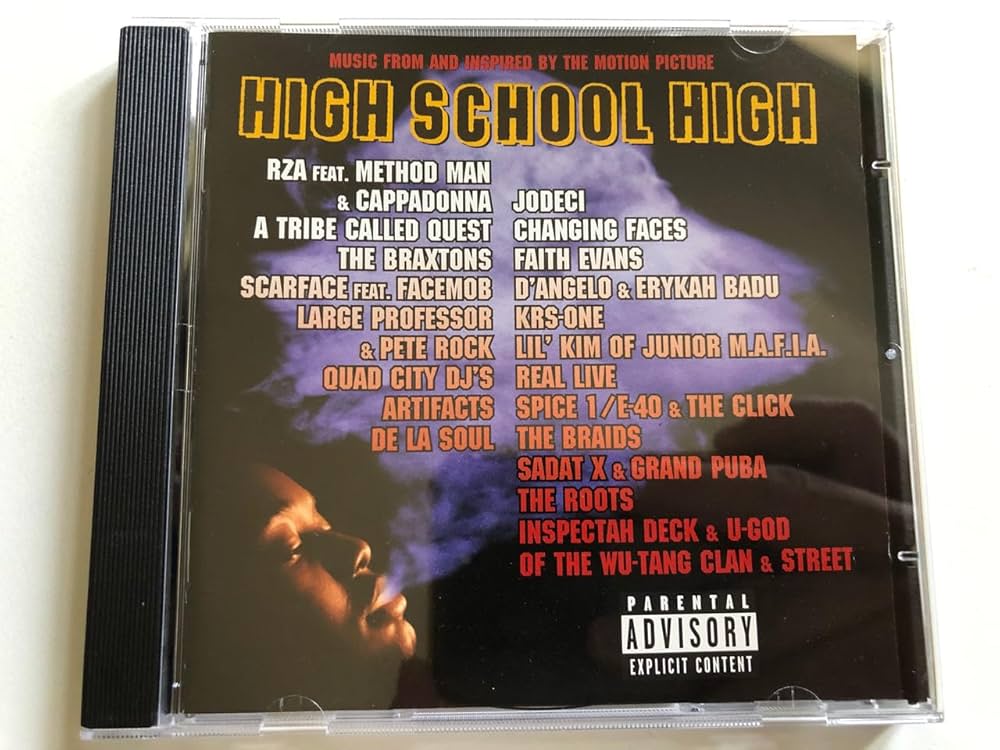 MUSIC FROM AND INSPIRED BY THE MOTION PICTURE
HIGH SCHOOL HIGH
RZA FEAT. METHOD MAN
& CAPPADONNA
A TRIBE CALLED QUEST
THE BRAXTONS
SCARFACE FEAT. FACEMOB
LARGE PROFESSOR
& PETE ROCK
QUAD CITY DJ'S
ARTIFACTS
DE LA SOUL
JODECI
CHANGING FACES
FAITH EVANS
D'ANGELO & ERYKAH BADU
KRS-ONE
LIL' KIM OF JUNIOR M.A.F.I.A.
REAL LIVE
SPICE 1/E-40 & THE CLICK
THE BRAIDS
SADAT X & GRAND PUBA
THE ROOTS
INSPECTAH DECK & U-GOD
OF THE WU-TANG CLAN & STREET
PARENTAL
ADVISORY
EXPLICIT CONTENT